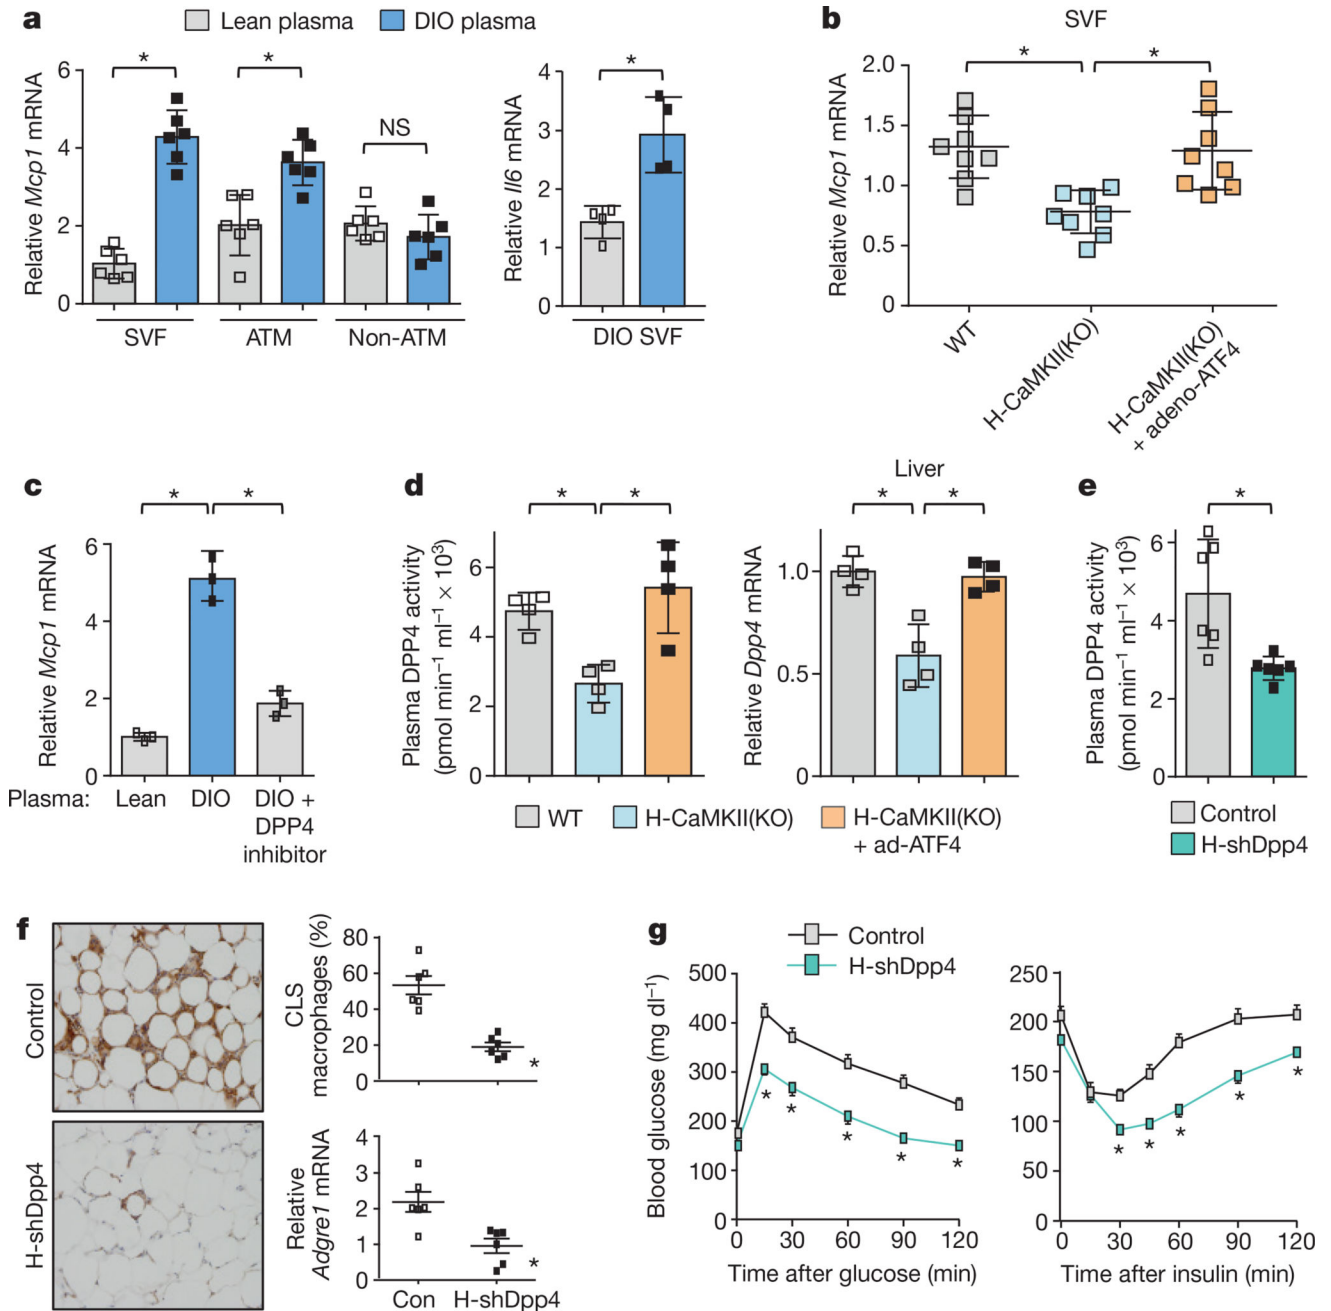 a
Lean plasma
DIO plasma
Relative Mcp1 mRNA
6
4
2
0
*
*
NS
SVF
ATM
Non-ATM
Relative Il6 mRNA
4
3
2
1
0
*
DIO SVF
b
SVF
Relative Mcp1 mRNA
2.0
1.5
1.0
0.5
0
*
*
WT
H-CaMKII(KO)
H-CaMKII(KO)
+ adeno-ATF4
c
Relative Mcp1 mRNA
6
4
2
0
*
*
Plasma:
Lean
DIO
DIO +
DPP4
inhibitor
d
Plasma DPP4 activity
(pmol min⁻¹ ml⁻¹ × 10³)
6
4
2
0
*
*
Liver
Relative Dpp4 mRNA
1.0
0.5
0
*
*
WT
H-CaMKII(KO)
H-CaMKII(KO)
+ ad-ATF4
e
Plasma DPP4 activity
(pmol min⁻¹ ml⁻¹ × 10³)
6
4
2
0
*
Control
H-shDpp4
f
Control
H-shDpp4
CLS
macrophages (%)
80
60
40
20
0
*
Relative
Adgre1 mRNA
4
3
2
1
0
*
Con
H-shDpp4
g
Control
H-shDpp4
Blood glucose (mg dl⁻¹)
500
400
300
200
100
0
* * * * *
0 30 60 90 120
Time after glucose (min)
250
200
150
100
50
0
* * * * *
0 30 60 90 120
Time after insulin (min)